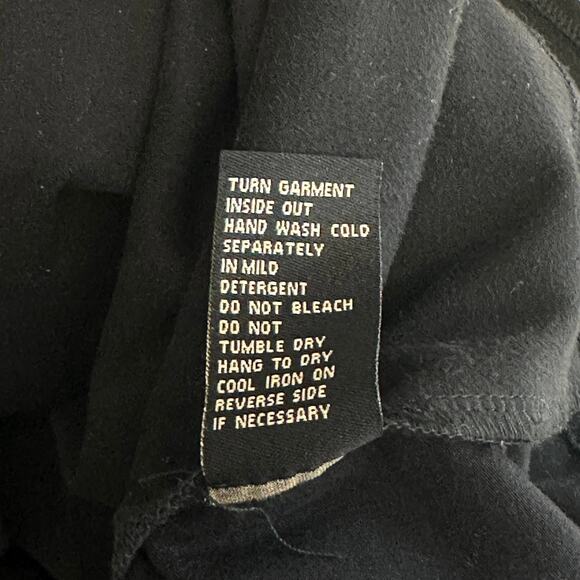 TURN GARMENT
INSIDE OUT
HAND WASH COLD
SEPARATELY
IN MILD
DETERGENT
DO NOT BLEACH
DO NOT
TUMBLE DRY
HANG TO DRY
COOL IRON ON
REVERSE SIDE
IF NECESSARY